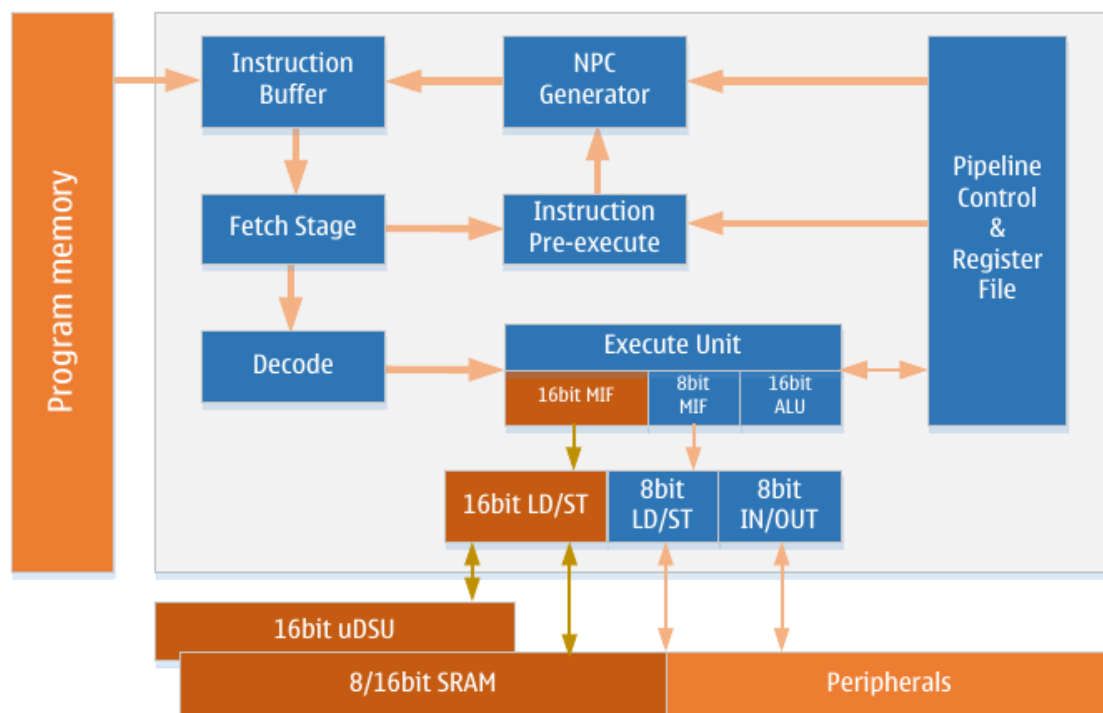 Program memory
Instruction
Buffer
NPC
Generator
Pipeline
Control
&
Register
File
Fetch Stage
Instruction
Pre-execute
Decode
Execute Unit
16bit MIF
8bit
MIF
16bit
ALU
16bit LD/ST
8bit
LD/ST
8bit
IN/OUT
16bit uDSU
8/16bit SRAM
Peripherals